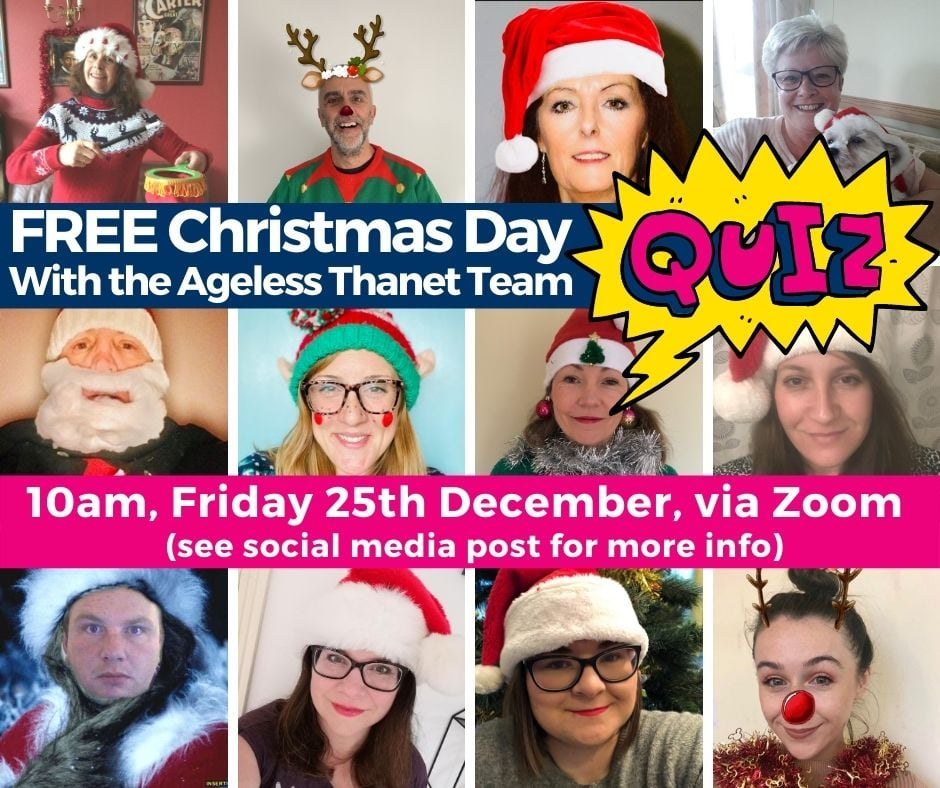 CARTER
FREE Christmas Day
With the Ageless Thanet Team
QUIZ
10am, Friday 25th December, via Zoom
(see social media post for more info)